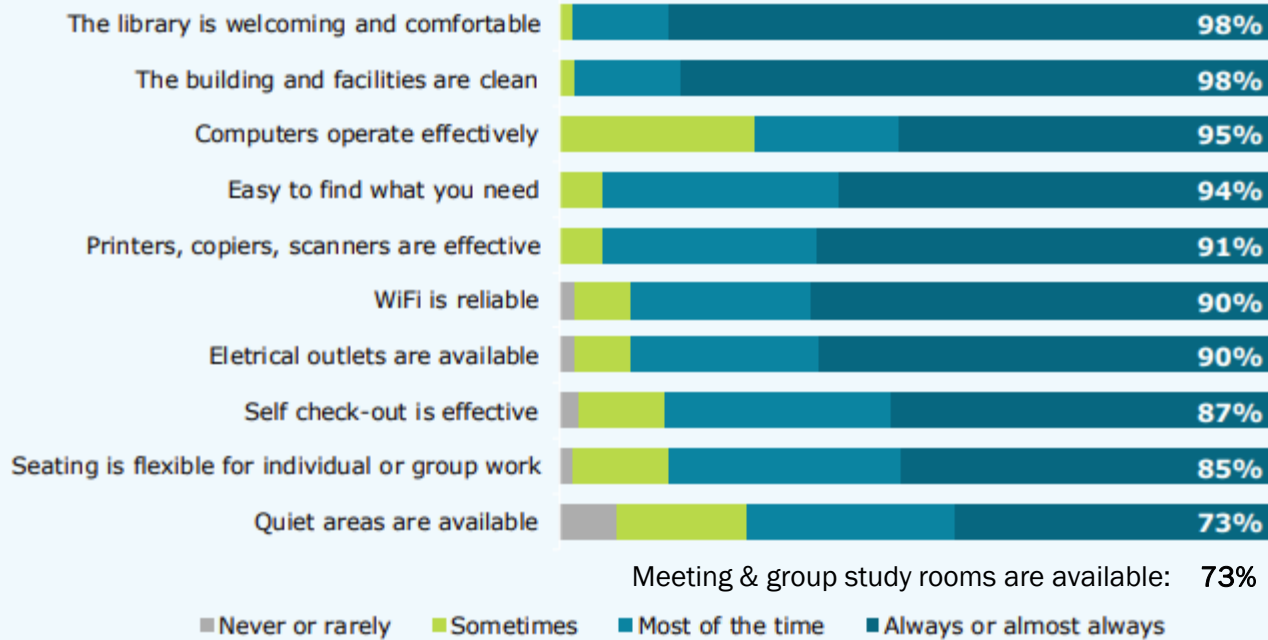 The library is welcoming and comfortable 98%
The building and facilities are clean 98%
Computers operate effectively 95%
Easy to find what you need 94%
Printers, copiers, scanners are effective 91%
WiFi is reliable 90%
Eletrical outlets are available 90%
Self check-out is effective 87%
Seating is flexible for individual or group work 85%
Quiet areas are available 73%
Meeting & group study rooms are available: 73%
Never or rarely Sometimes Most of the time Always or almost always